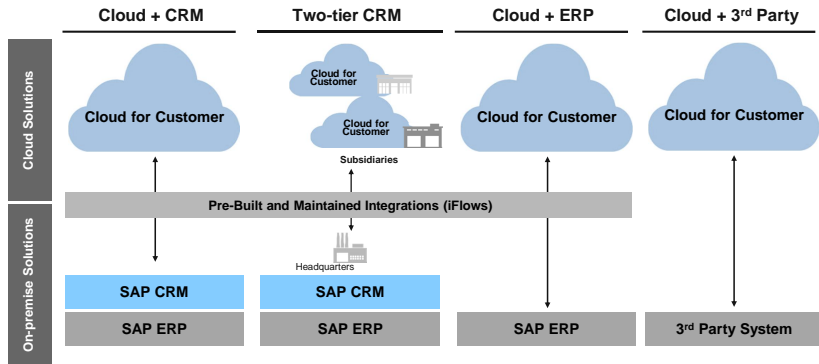 Cloud + CRM
Two-tier CRM
Cloud + ERP
Cloud + 3rd Party
Cloud Solutions
Cloud for Customer
Cloud for
Customer
Cloud for
Customer
Subsidiaries
Cloud for Customer
Cloud for Customer
Pre-Built and Maintained Integrations (iFlows)
On-premise Solutions
Headquarters
SAP CRM
SAP CRM
SAP ERP
SAP ERP
SAP ERP
3rd Party System